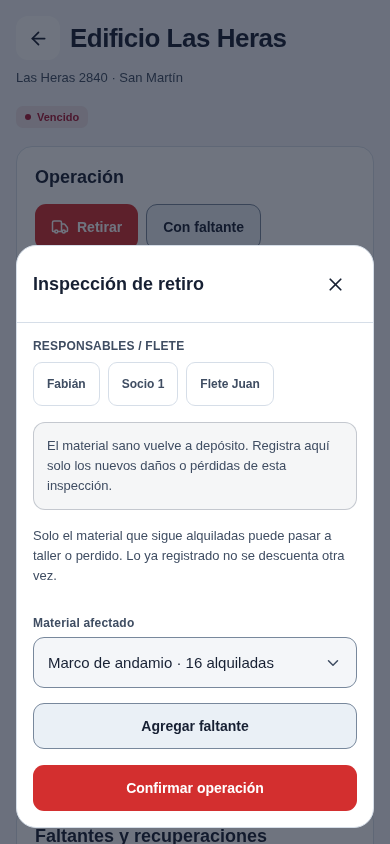 Edificio Las Heras
Las Heras 2840 · San Martín
Vencido
Operación
Retirar
Con faltante
Inspección de retiro
RESPONSABLES / FLETE
Fabián
Socio 1
Flete Juan
El material sano vuelve a depósito. Registra aquí
solo los nuevos daños o pérdidas de esta
inspección.
Solo el material que sigue alquiladas puede pasar a
taller o perdido. Lo ya registrado no se descuenta otra
vez.
Material afectado
Marco de andamio · 16 alquiladas
Agregar faltante
Confirmar operación
Faltantes y recuperaciones